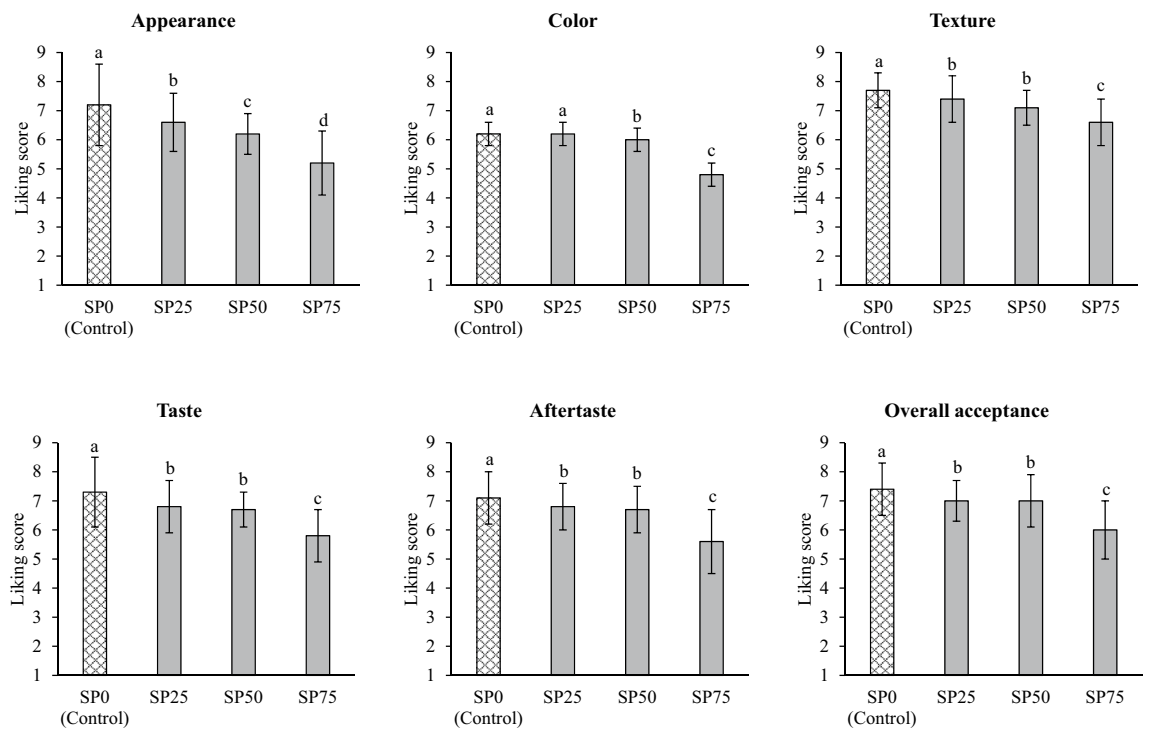 Appearance
9
8
7
6
5
4
3
2
1
Liking score
a
b
c
d
SP0
(Control)
SP25
SP50
SP75
Color
9
8
7
6
5
4
3
2
1
Liking score
a
a
b
c
SP0
(Control)
SP25
SP50
SP75
Texture
9
8
7
6
5
4
3
2
1
Liking score
a
b
b
c
SP0
(Control)
SP25
SP50
SP75
Taste
9
8
7
6
5
4
3
2
1
Liking score
a
b
b
c
SP0
(Control)
SP25
SP50
SP75
Aftertaste
9
8
7
6
5
4
3
2
1
Liking score
a
b
b
c
SP0
(Control)
SP25
SP50
SP75
Overall acceptance
9
8
7
6
5
4
3
2
1
Liking score
a
b
b
c
SP0
(Control)
SP25
SP50
SP75